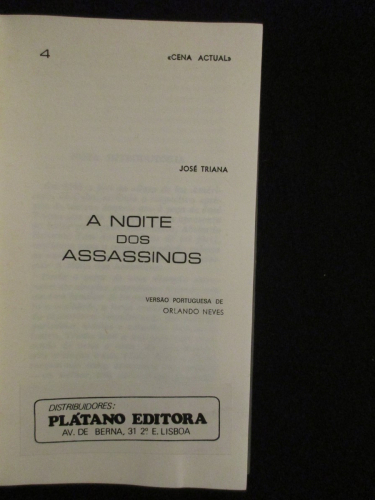 4
«CENA ACTUAL»
JOSÉ TRIANA
A NOITE
DOS
ASSASSINOS
VERSÃO PORTUGUESA DE
ORLANDO NEVES
DISTRIBUIDORES:
PLÁTANO EDITORA
AV. DE BERNA, 31 2º E. LISBOA